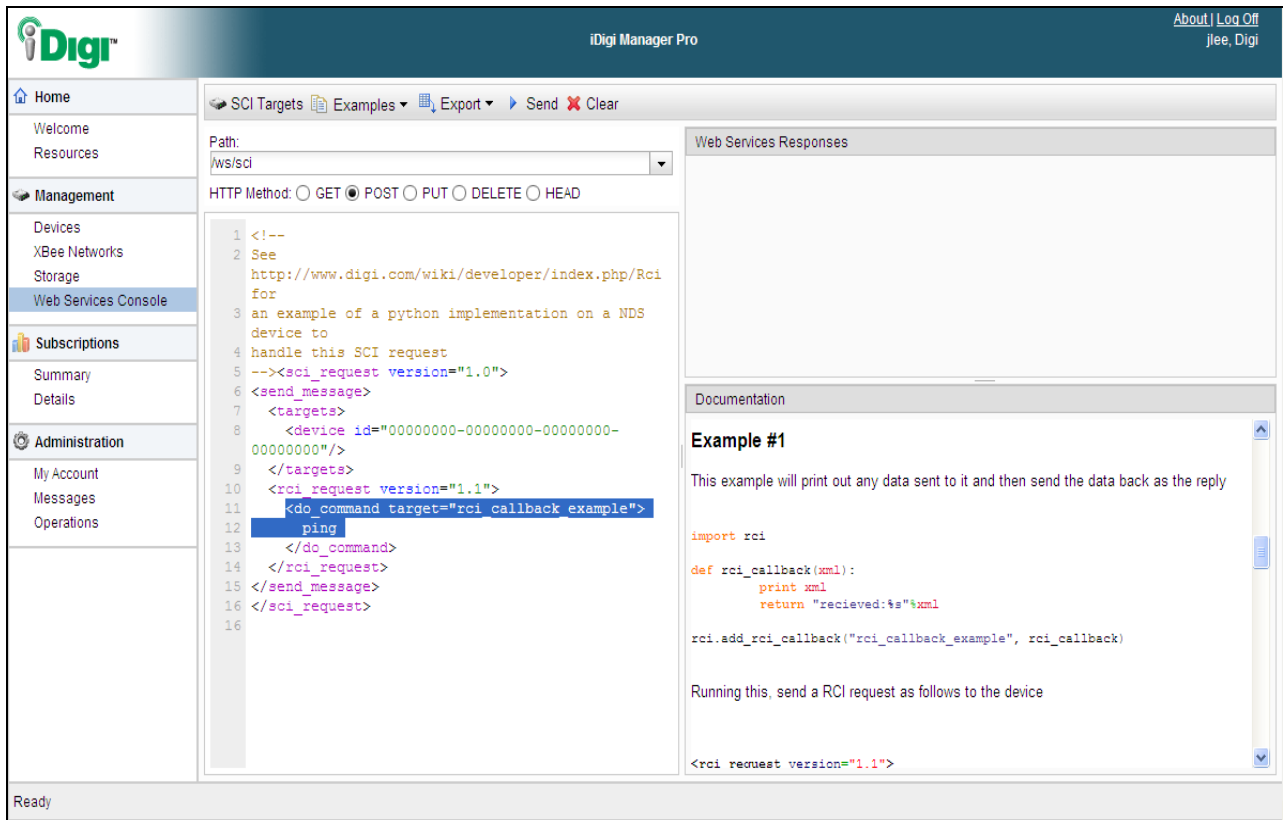 iDigi™
iDigi Manager Pro
About | Log Off
jlee, Digi
Home
Welcome
Resources
Management
Devices
XBee Networks
Storage
Web Services Console
Subscriptions
Summary
Details
Administration
My Account
Messages
Operations
SCI Targets Examples Export Send Clear
Path:
/ws/sci
HTTP Method: GET POST PUT DELETE HEAD
1 <!--
2 See
http://www.digi.com/wiki/developer/index.php/Rci
for
3 an example of a python implementation on a NDS
device to
4 handle this SCI request
5 --><sci_request version="1.0">
6 <send_message>
7 <targets>
8 <device id="00000000-00000000-00000000-
00000000"/>
9 </targets>
10 <rci_request version="1.1">
11 <do_command target="rci_callback_example">
12 ping
13 </do_command>
14 </rci_request>
15 </send_message>
16 </sci_request>
16
Web Services Responses
Documentation
Example #1
This example will print out any data sent to it and then send the data back as the reply
import rci
def rci_callback(xml):
print xml
return "recieved:%s"%xml
rci.add_rci_callback("rci_callback_example", rci_callback)
Running this, send a RCI request as follows to the device
<rci request version="1.1">
Ready